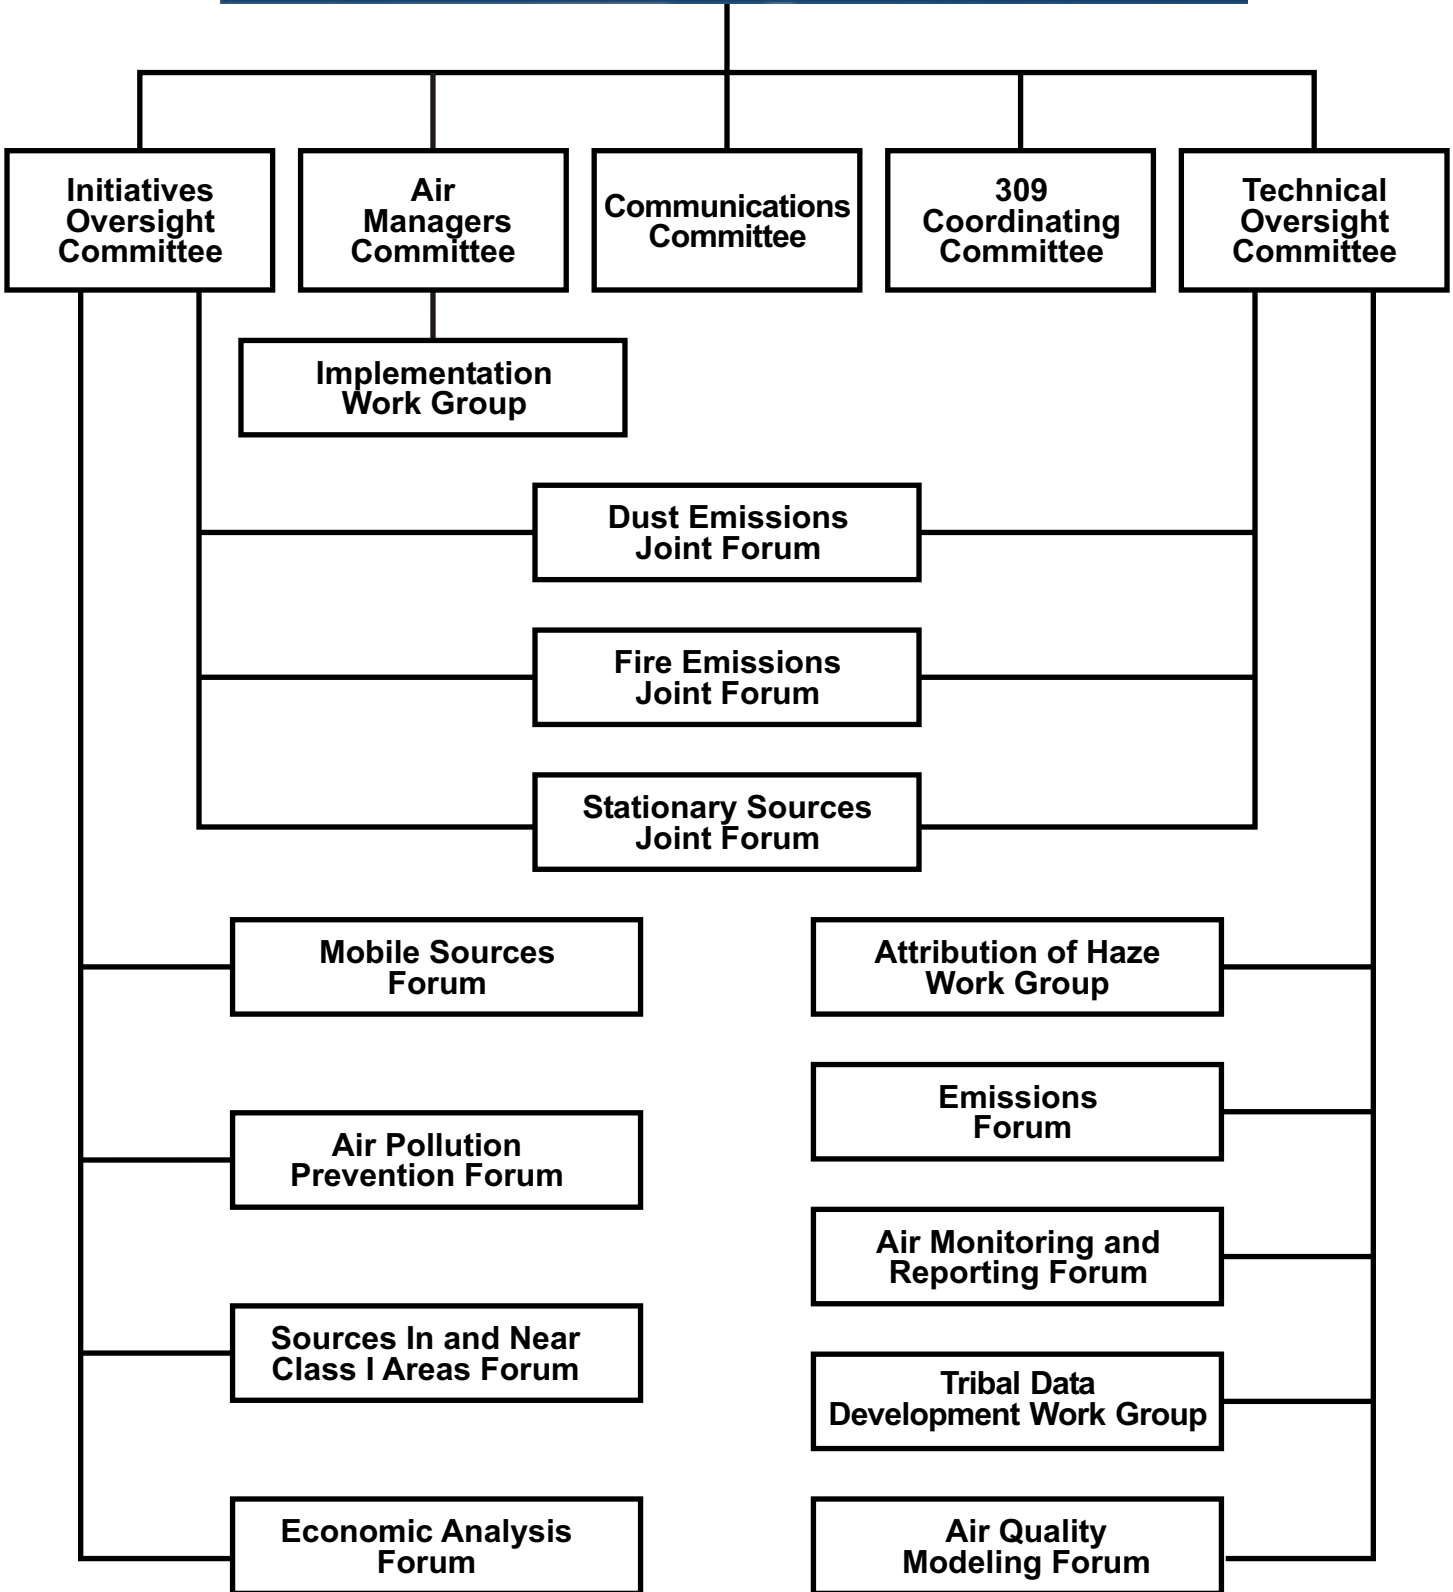 Initiatives
Oversight
Committee
Air
Managers
Committee
Communications
Committee
309
Coordinating
Committee
Technical
Oversight
Committee
Implementation
Work Group
Dust Emissions
Joint Forum
Fire Emissions
Joint Forum
Stationary Sources
Joint Forum
Mobile Sources
Forum
Attribution of Haze
Work Group
Emissions
Forum
Air Pollution
Prevention Forum
Air Monitoring and
Reporting Forum
Sources In and Near
Class I Areas Forum
Tribal Data
Development Work Group
Economic Analysis
Forum
Air Quality
Modeling Forum